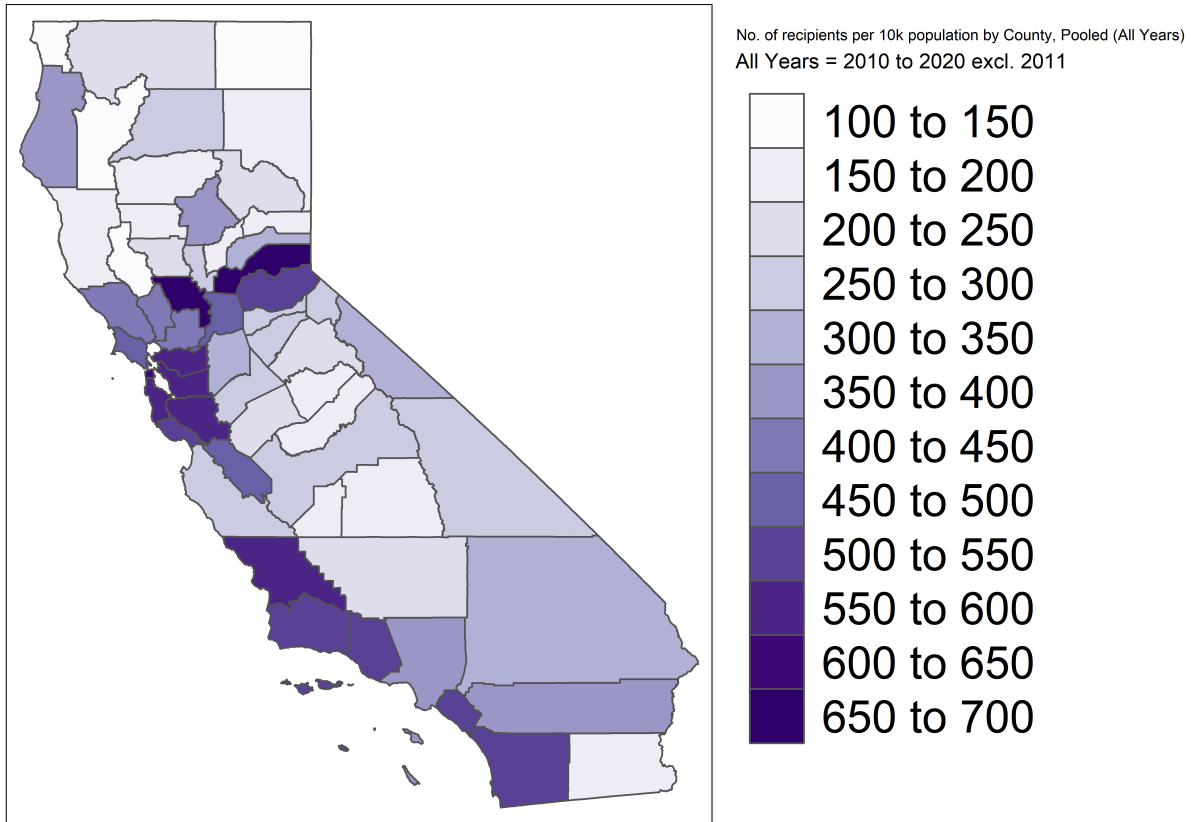 No. of recipients per 10k population by County, Pooled (All Years)
All Years = 2010 to 2020 excl. 2011
100 to 150
150 to 200
200 to 250
250 to 300
300 to 350
350 to 400
400 to 450
450 to 500
500 to 550
550 to 600
600 to 650
650 to 700